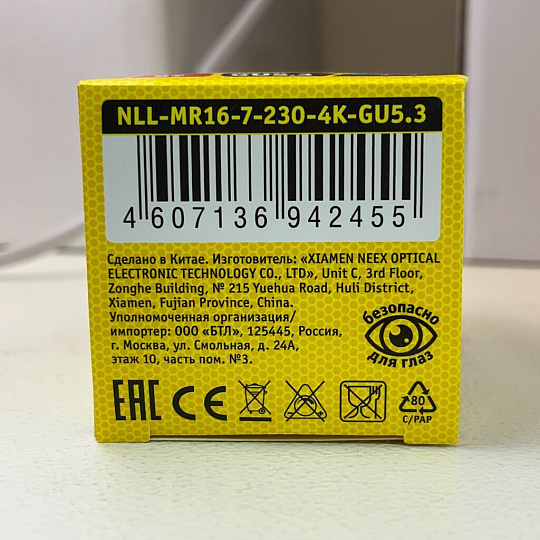 NLL-MR16-7-230-4K-GU5.3
4 607136 942455
Сделано в Китае. Изготовитель: «XIAMEN NEEX OPTICAL
ELECTRONIC TECHNOLOGY CO., LTD», Unit C, 3rd Floor,
Zonghe Building, № 215 Yuehua Road, Huli District,
Xiamen, Fujian Province, China.
Уполномоченная организация/
импортер: ООО «БТЛ», 125445, Россия,
г. Москва, ул. Смольная, д. 24А,
этаж 10, часть пом. №3.
безопасно
для глаз
EAC CE
80
C/PAP